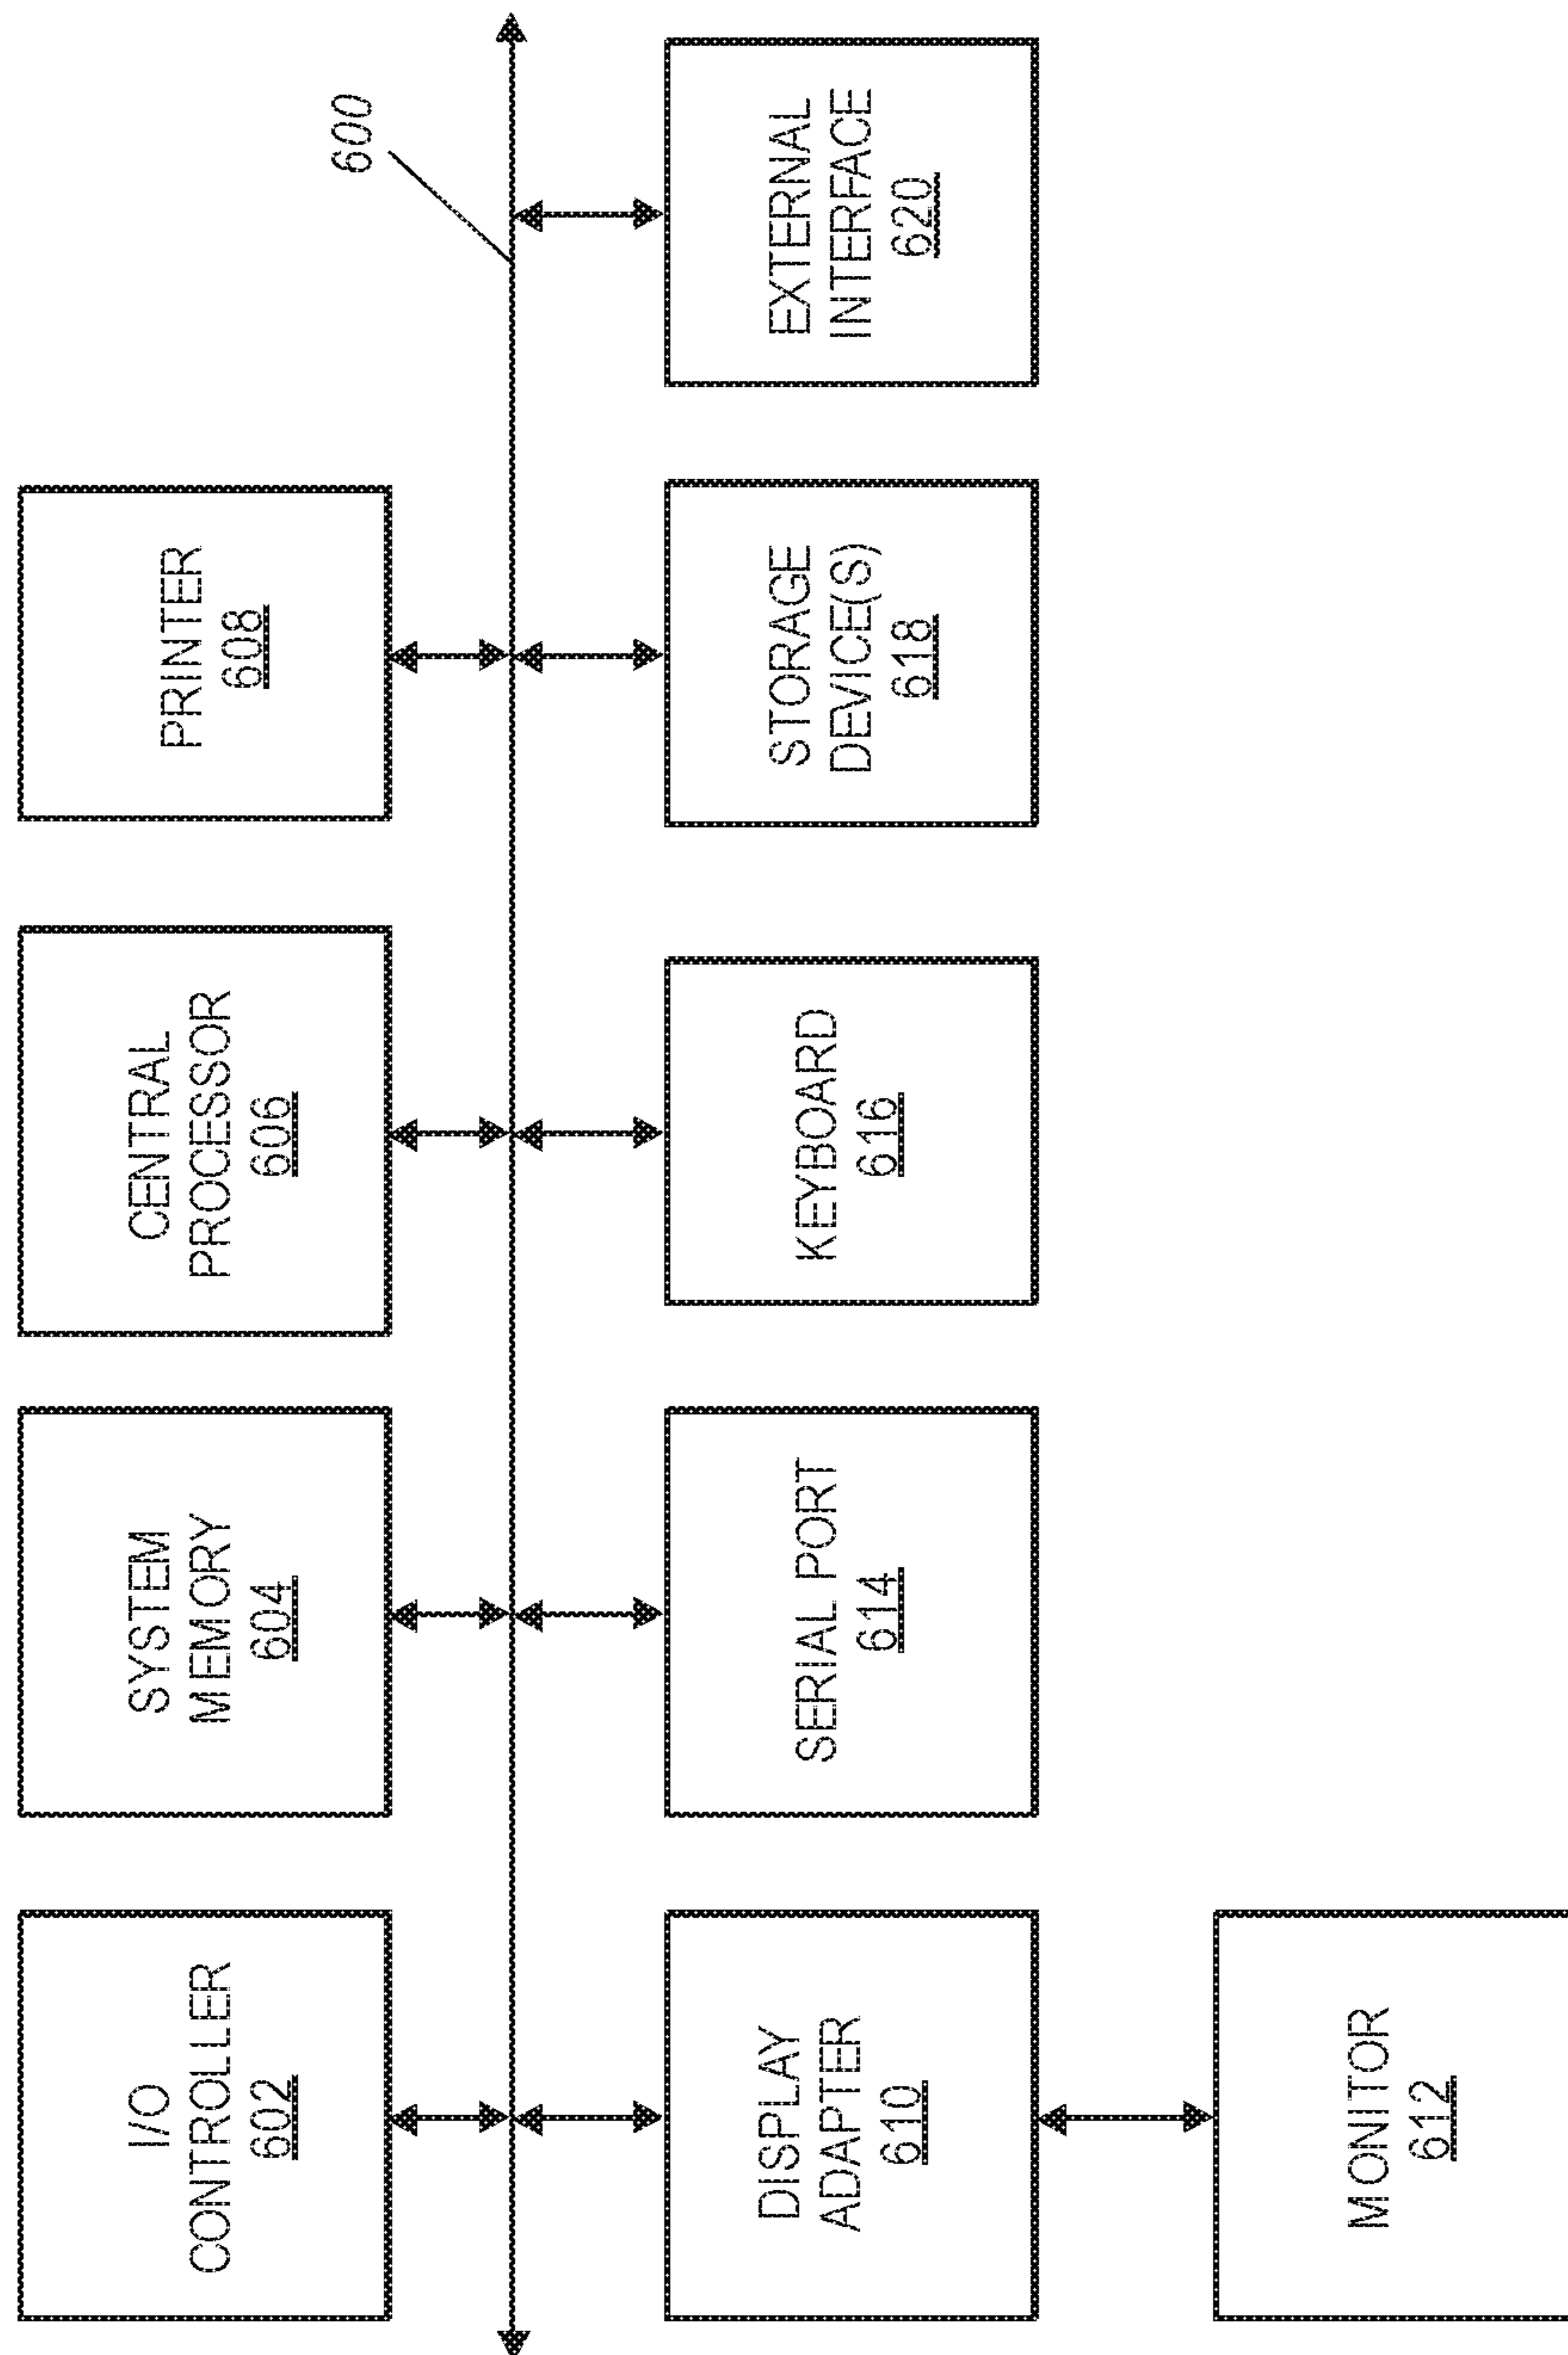 I/O
CONTROLLER
602
SYSTEM
MEMORY
604
CENTRAL
PROCESSOR
606
PRINTER
608
600
DISPLAY
ADAPTER
610
SERIAL PORT
614
KEYBOARD
616
STORAGE
DEVICE(S)
618
EXTERNAL
INTERFACE
620
MONITOR
612